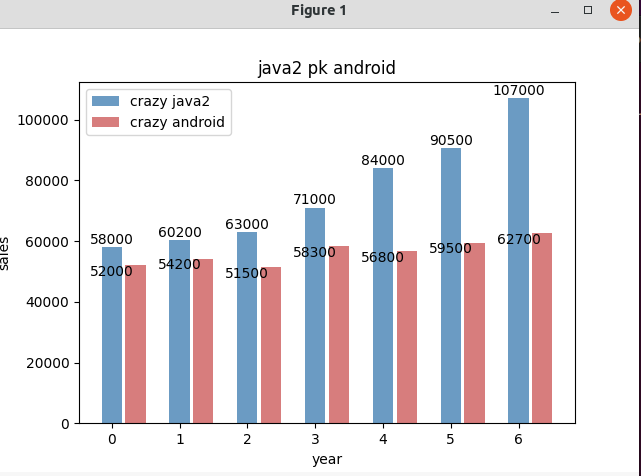 Figure 1
java2 pk android
crazy java2
crazy android
107000
100000
90500
84000
80000
71000
63000
60200
58000
60000
62700
59500
58300
56800
54200
52000
51500
sales
40000
20000
0
0 1 2 3 4 5 6
year